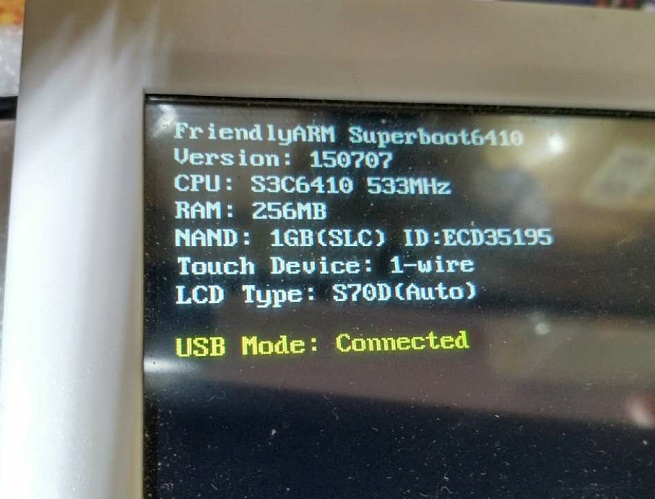 FriendlyARM Superboot6410
Version: 150707
CPU: S3C6410 533MHz
RAM: 256MB
NAND: 1GB(SLC) ID:ECD35195
Touch Device: 1-wire
LCD Type: S70D(Auto)
USB Mode: Connected